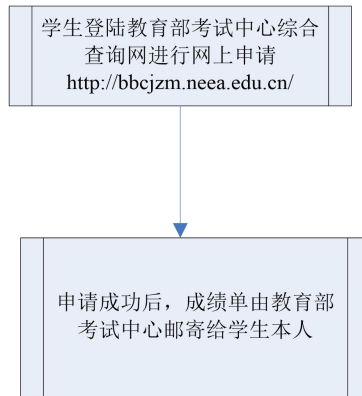 学生登陆教育部考试中心综合
查询网进行网上申请
http://bbcjzm.neea.edu.cn/
申请成功后，成绩单由教育部
考试中心邮寄给学生本人